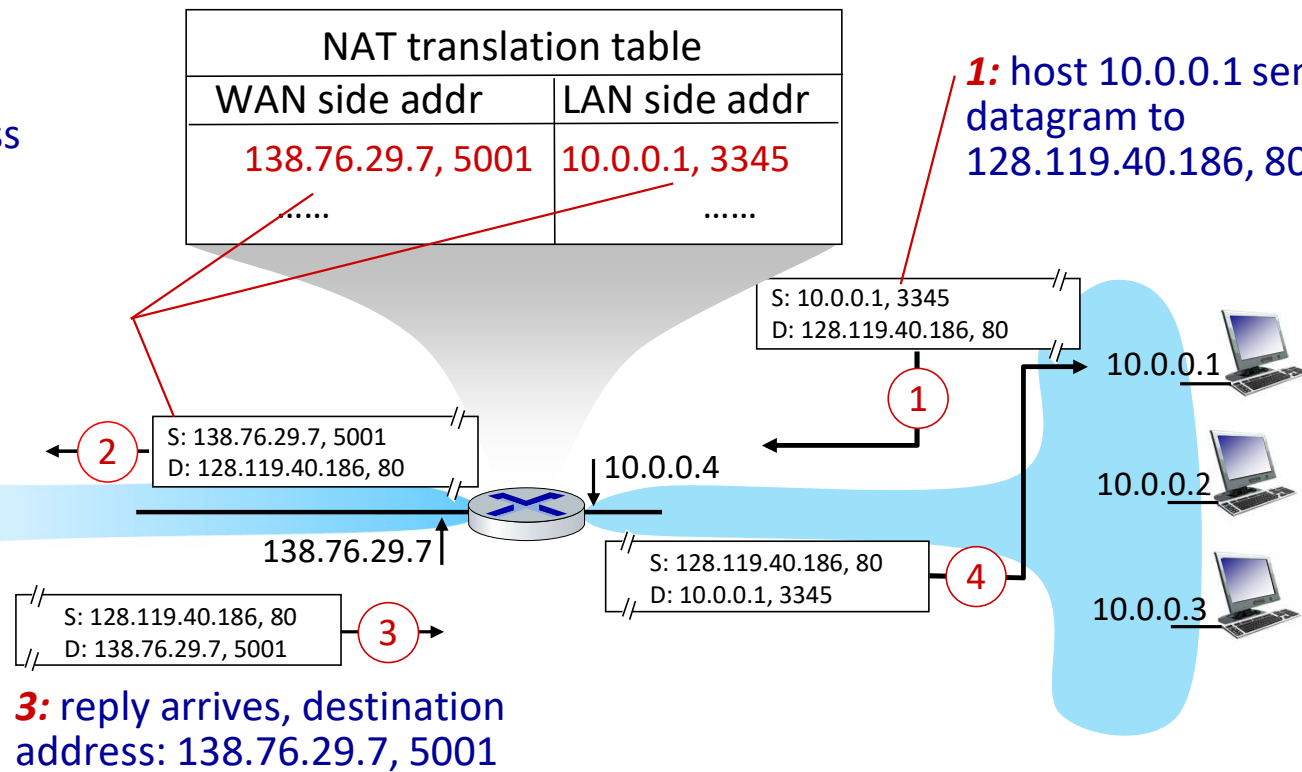 NAT translation table
WAN side addr LAN side addr
138.76.29.7, 5001 10.0.0.1, 3345
...... ......
1: host 10.0.0.1
datagram to
128.119.40.186, 80
S: 10.0.0.1, 3345
D: 128.119.40.186, 80
1
10.0.0.1
2
S: 138.76.29.7, 5001
D: 128.119.40.186, 80
10.0.0.4
10.0.0.2
138.76.29.7
S: 128.119.40.186, 80
D: 10.0.0.1, 3345
4
10.0.0.3
S: 128.119.40.186, 80
D: 138.76.29.7, 5001
3
3: reply arrives, destination
address: 138.76.29.7, 5001